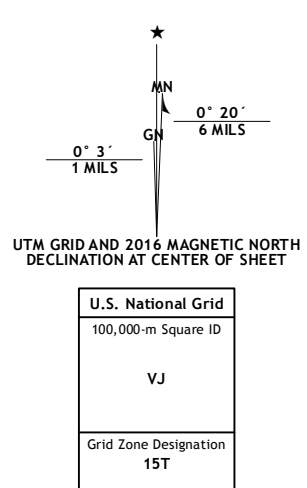 ★
MN
0° 20´
6 MILS
GN
0° 3´
1 MILS
UTM GRID AND 2016 MAGNETIC NORTH
DECLINATION AT CENTER OF SHEET
U.S. National Grid
100,000-m Square ID
VJ
Grid Zone Designation
15T